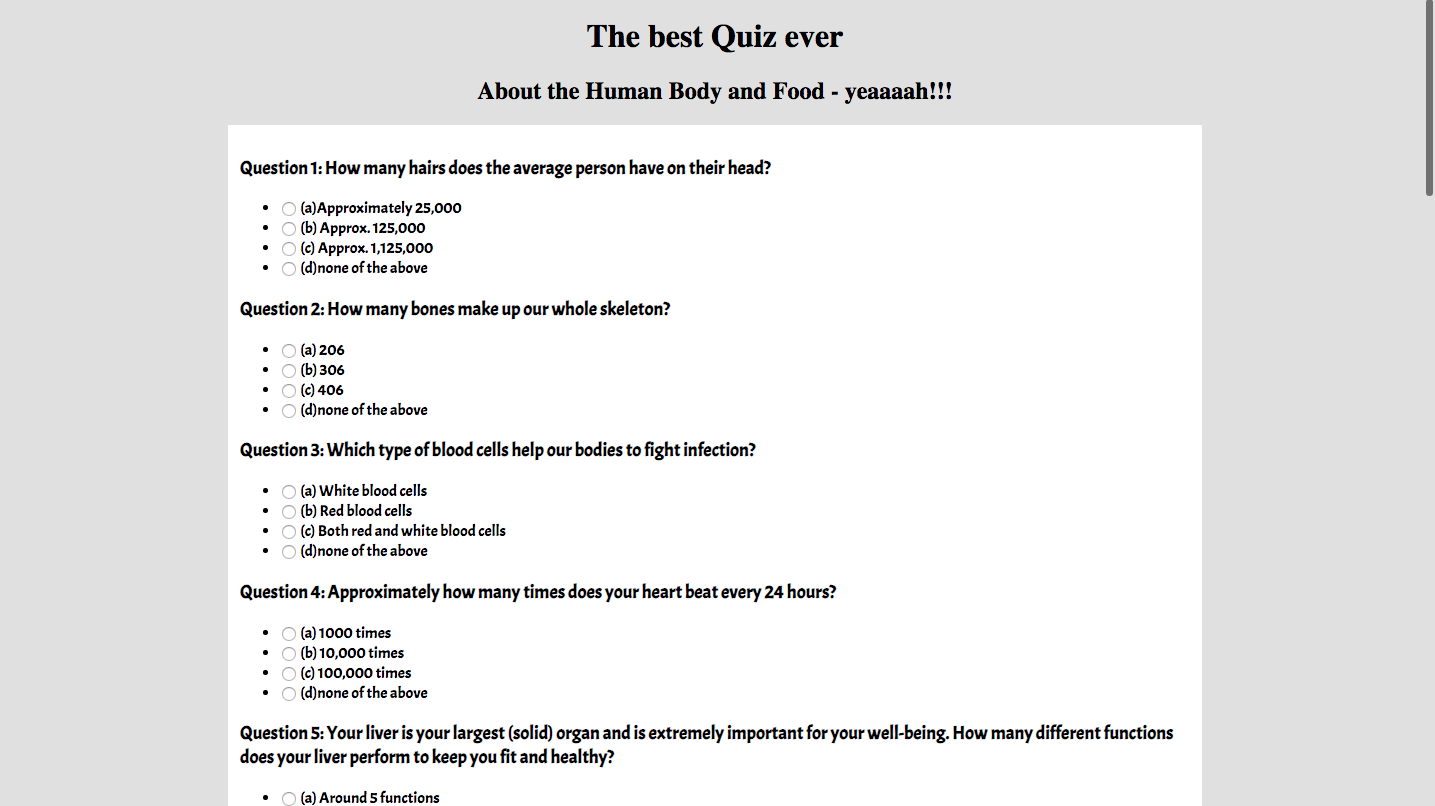 The best Quiz ever
About the Human Body and Food - yeaaaah!!!
Question 1: How many hairs does the average person have on their head?
(a)Approximately 25,000
(b) Approx. 125,000
(c) Approx. 1,125,000
(d)none of the above
Question 2: How many bones make up our whole skeleton?
(a) 206
(b) 306
(c) 406
(d)none of the above
Question 3: Which type of blood cells help our bodies to fight infection?
(a) White blood cells
(b) Red blood cells
(c) Both red and white blood cells
(d)none of the above
Question 4: Approximately how many times does your heart beat every 24 hours?
(a) 1000 times
(b) 10,000 times
(c) 100,000 times
(d)none of the above
Question 5: Your liver is your largest (solid) organ and is extremely important for your well-being. How many different functions
does your liver perform to keep you fit and healthy?
(a) Around 5 functions